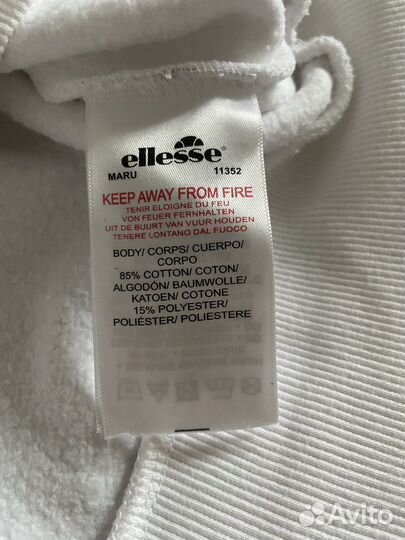 ellesse
MARU 11352
KEEP AWAY FROM FIRE
TENIR ELOIGNE DU FEU
VON FEUER FERNHALTEN
UIT DE BUURT VAN VUUR HOUDEN
TENERE LONTANO DAL FUOCO
BODY/ CORPS/ CUERPO/
CORPO
85% COTTON/ COTON/
ALGODÓN/ BAUMWOLLE/
KATOEN/ COTONE
15% POLYESTER/
POLIÉSTER/ POLIESTERE
Avito